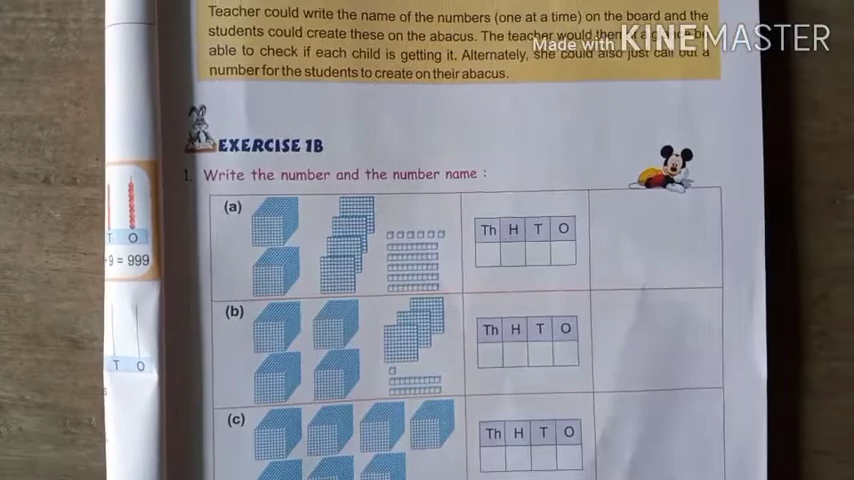 Teacher could write the name of the numbers (one at a time) on the board and the
students could create these on the abacus. The teacher would then
able to check if each child is getting it. Alternately, she could also just call out a
number for the students to create on their abacus.
Made with KINEMASTER
EXERCISE 1B
1. Write the number and the number name :
(a)
Th H T O
T O
9 = 999
(b)
Th H T O
T O
(c)
Th H T O